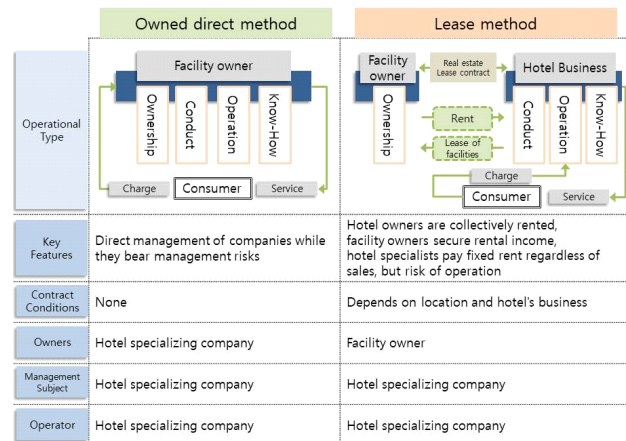 Owned direct method
Lease method
Operational
Type
Facility owner
Ownership
Conduct
Operation
Know-How
Charge
Consumer
Service
Facility
owner
Real estate
Lease contract
Hotel Business
Ownership
Rent
Lease of
facilities
Conduct
Operation
Know-How
Charge
Consumer
Service
Key
Features
Direct management of companies while
they bear management risks
Hotel owners are collectively rented,
facility owners secure rental income,
hotel specialists pay fixed rent regardless of
sales, but risk of operation
Contract
Conditions
None
Depends on location and hotel's business
Owners
Hotel specializing company
Facility owner
Management
Subject
Hotel specializing company
Hotel specializing company
Operator
Hotel specializing company
Hotel specializing company